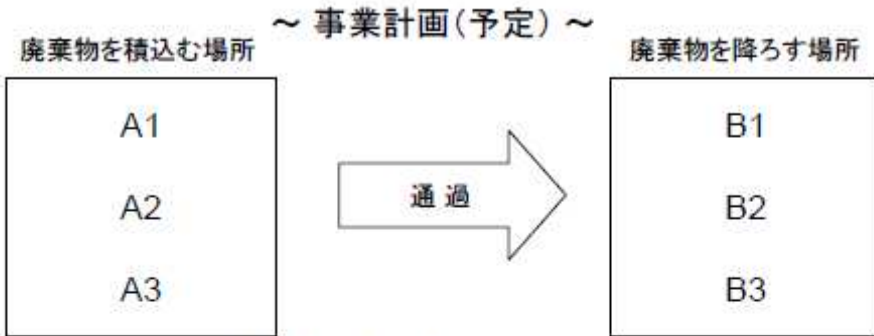 ~ 事業計画(予定) ~
廃棄物を積込む場所
廃棄物を降ろす場所
A1
A2
A3
通過
B1
B2
B3